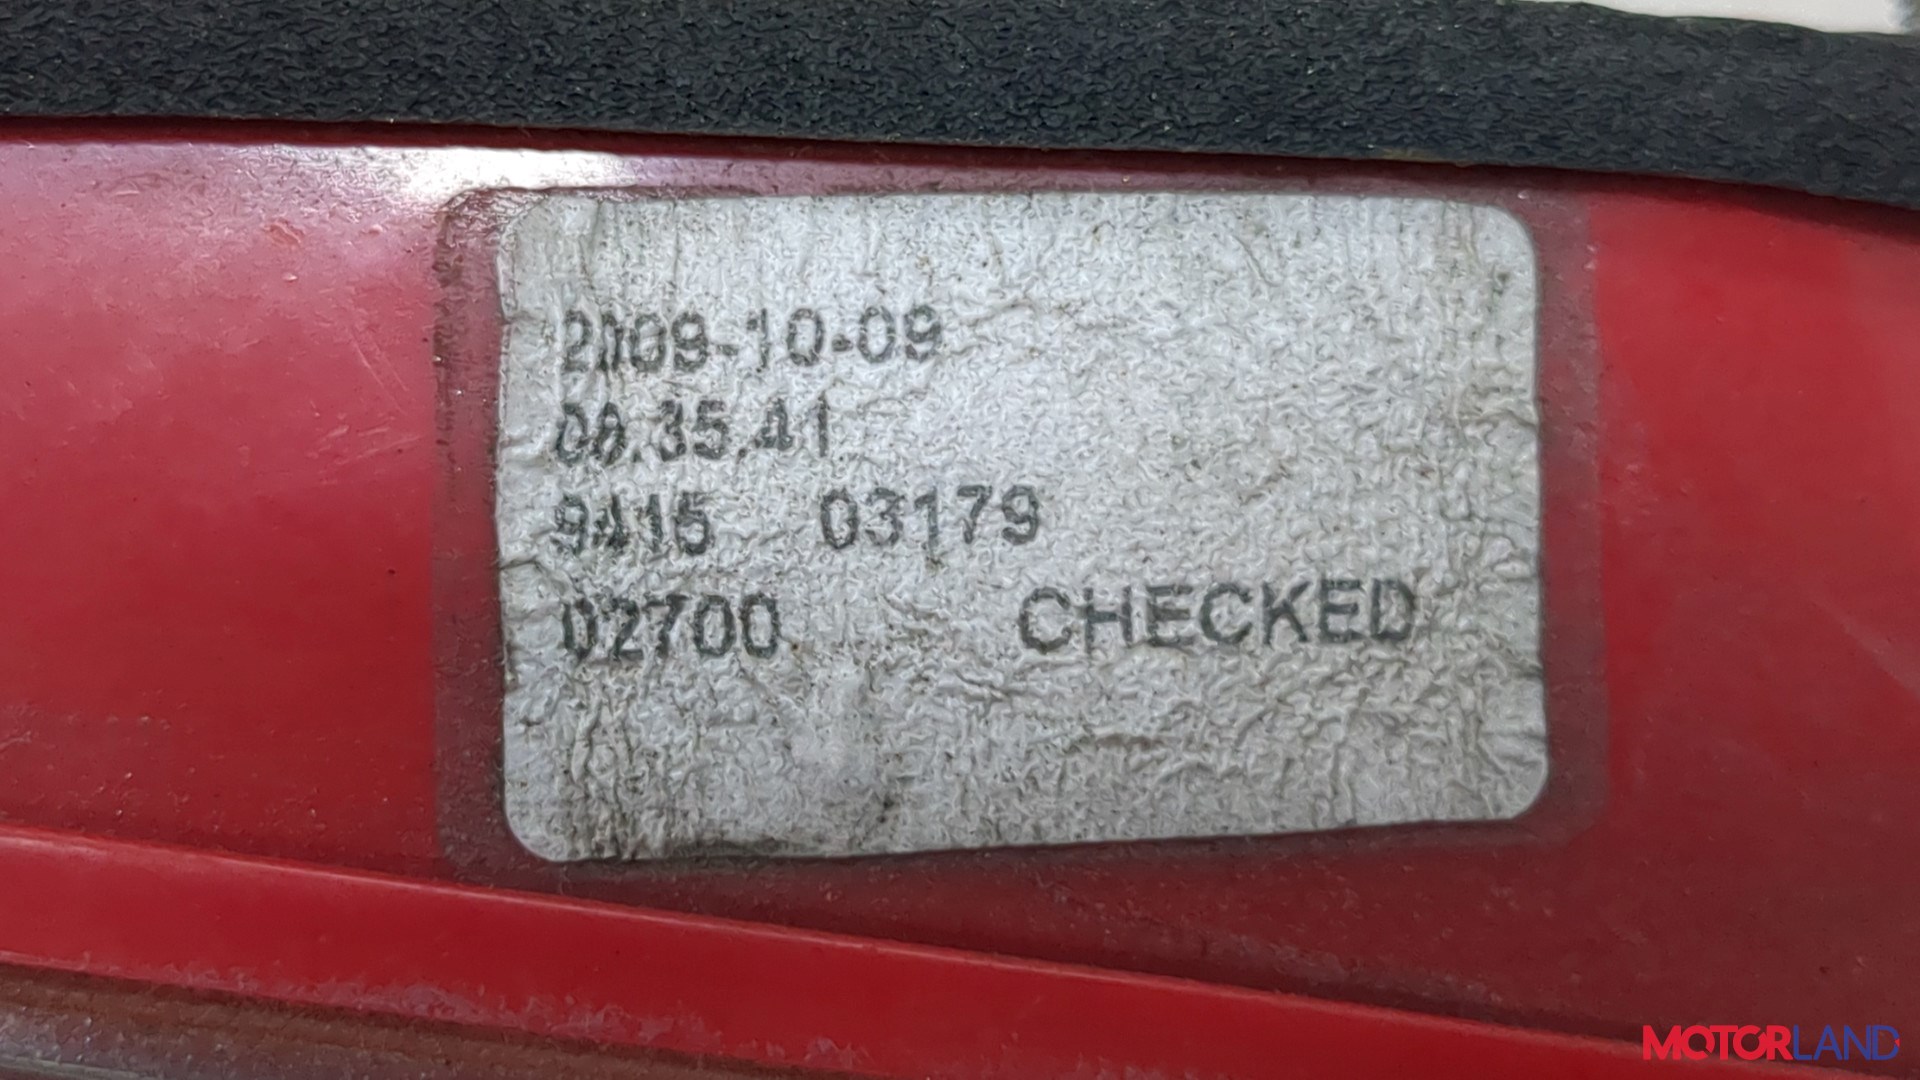 2009-10-09
08.35.41
9415 03179
02700 CHECKED
MOTORLAND